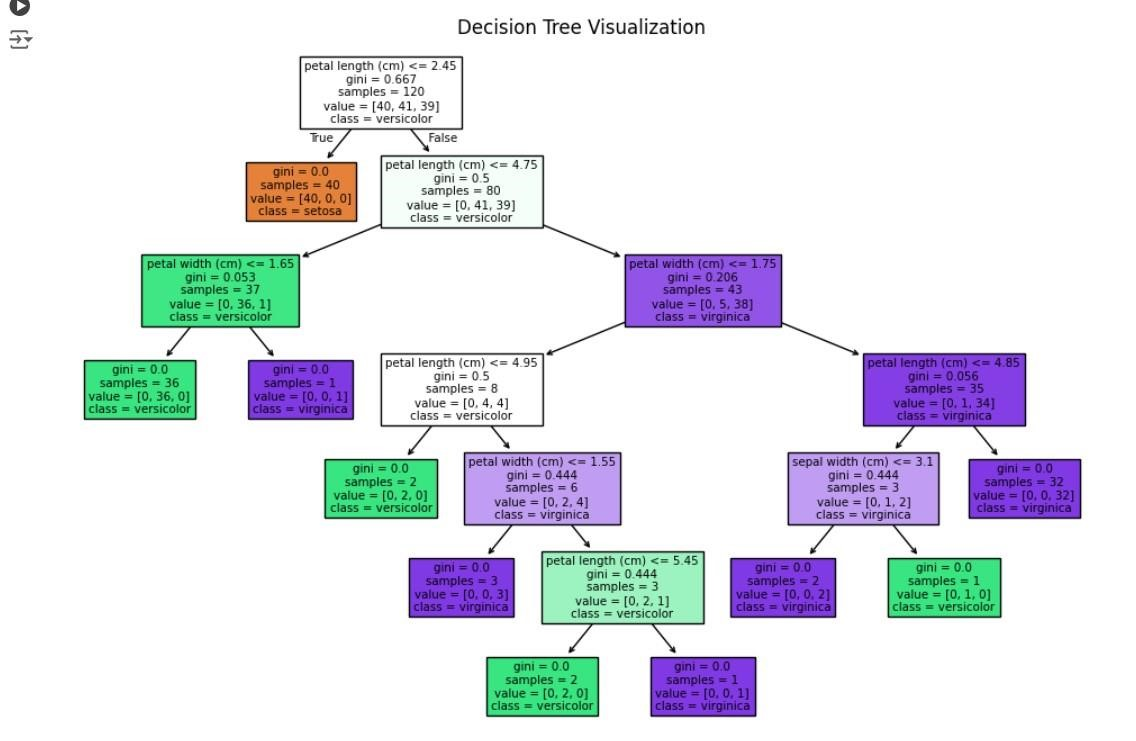 Decision Tree Visualization
petal length (cm) <= 2.45
gini = 0.667
samples = 120
value = [40, 41, 39]
class = versicolor
True
False
gini = 0.0
samples = 40
value = [40, 0, 0]
class = setosa
petal length (cm) <= 4.75
gini = 0.5
samples = 80
value = [0, 41, 39]
class = versicolor
petal width (cm) <= 1.65
gini = 0.053
samples = 37
value = [0, 36, 1]
class = versicolor
petal width (cm) <= 1.75
gini = 0.206
samples = 43
value = [0, 5, 38]
class = virginica
gini = 0.0
samples = 36
value = [0, 36, 0]
class = versicolor
gini = 0.0
samples = 1
value = [0, 0, 1]
class = virginica
petal length (cm) <= 4.95
gini = 0.5
samples = 8
value = [0, 4, 4]
class = versicolor
petal length (cm) <= 4.85
gini = 0.056
samples = 35
value = [0, 1, 34]
class = virginica
gini = 0.0
samples = 2
value = [0, 2, 0]
class = versicolor
petal width (cm) <= 1.55
gini = 0.444
samples = 6
value = [0, 2, 4]
class = virginica
sepal width (cm) <= 3.1
gini = 0.444
samples = 3
value = [0, 1, 2]
class = virginica
gini = 0.0
samples = 32
value = [0, 0, 32]
class = virginica
gini = 0.0
samples = 3
value = [0, 0, 3]
class = virginica
petal length (cm) <= 5.45
gini = 0.444
samples = 3
value = [0, 2, 1]
class = versicolor
gini = 0.0
samples = 2
value = [0, 0, 2]
class = virginica
gini = 0.0
samples = 1
value = [0, 1, 0]
class = versicolor
gini = 0.0
samples = 2
value = [0, 2, 0]
class = versicolor
gini = 0.0
samples = 1
value = [0, 0, 1]
class = virginica